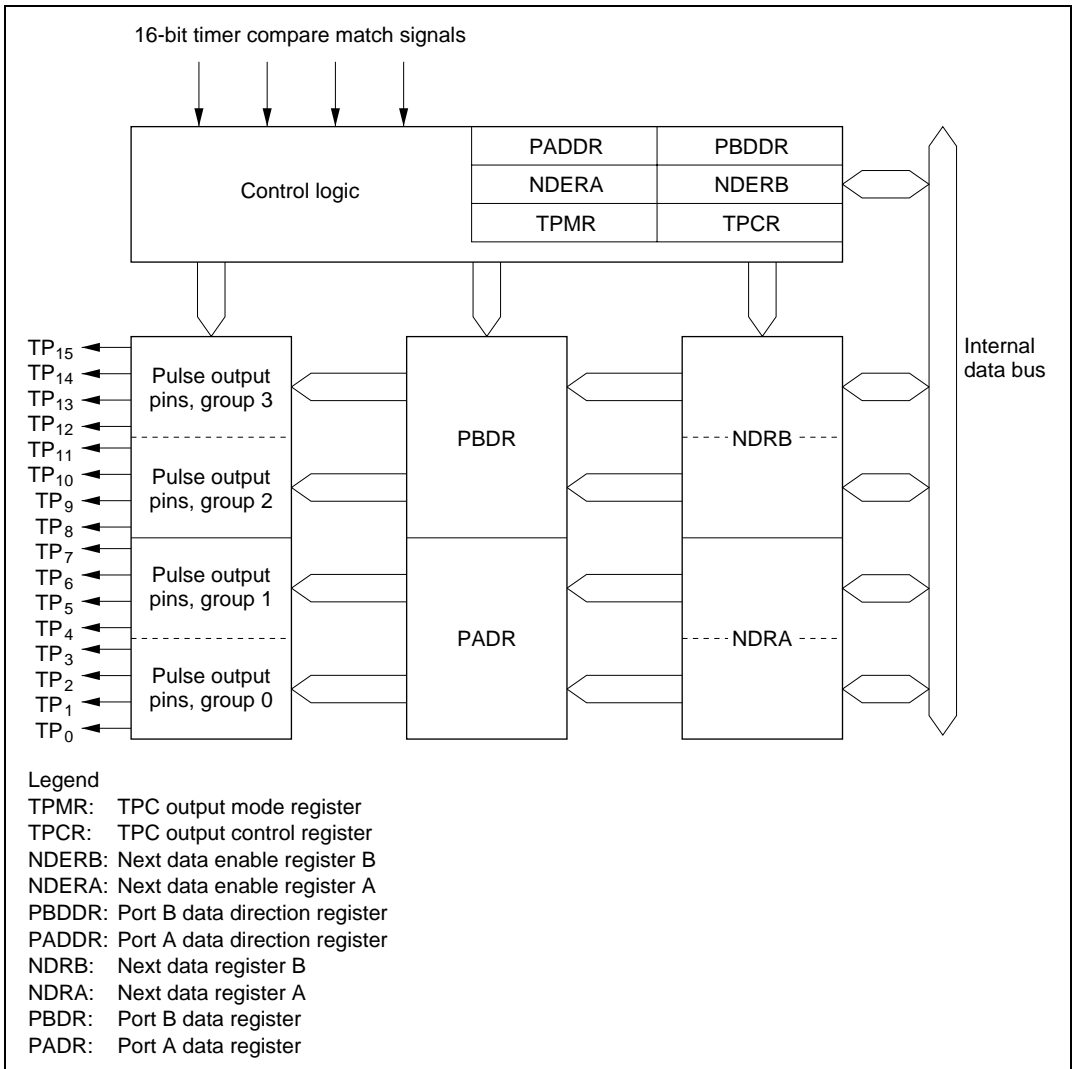 16-bit timer compare match signals
Control logic
PADDR PBDDR
NDERA NDERB
TPMR TPCR
Internal
data bus
TP15
TP14
TP13
TP12
TP11
TP10
TP9
TP8
TP7
TP6
TP5
TP4
TP3
TP2
TP1
TP0
Pulse output
pins, group 3
Pulse output
pins, group 2
Pulse output
pins, group 1
Pulse output
pins, group 0
PBDR
PADR
NDRB
NDRA
Legend
TPMR: TPC output mode register
TPCR: TPC output control register
NDERB: Next data enable register B
NDERA: Next data enable register A
PBDDR: Port B data direction register
PADDR: Port A data direction register
NDRB: Next data register B
NDRA: Next data register A
PBDR: Port B data register
PADR: Port A data register